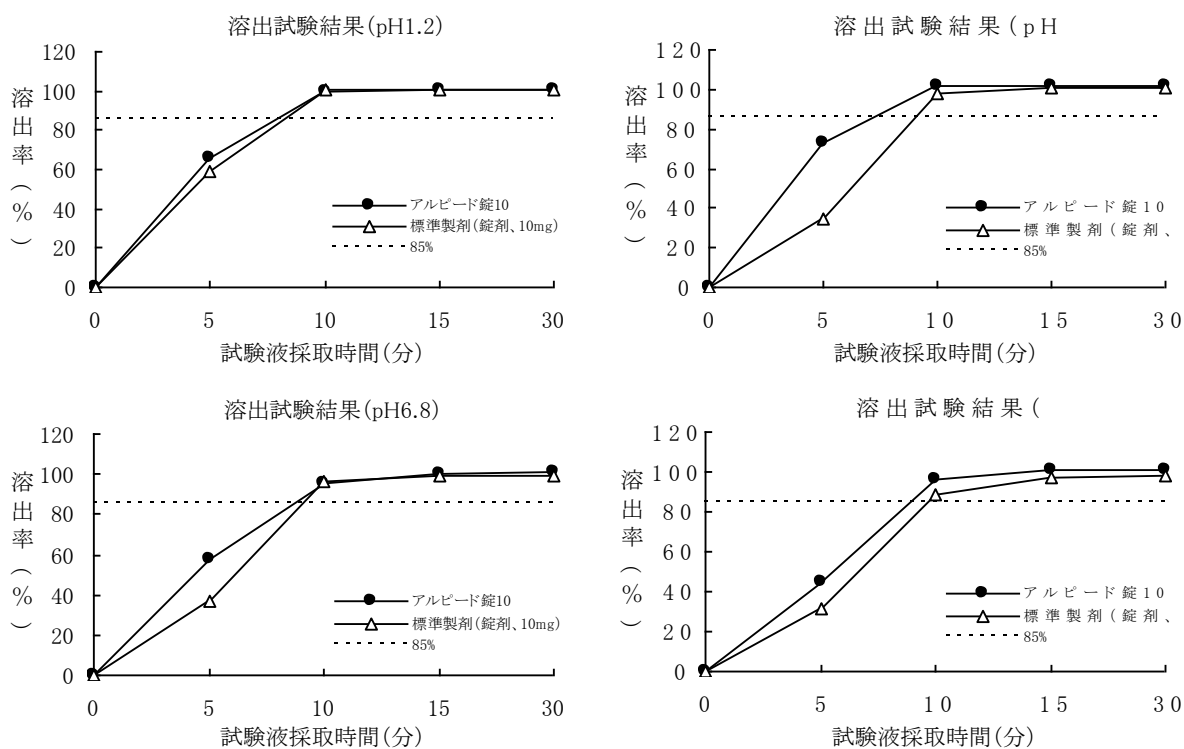 溶出試験結果(pH1.2)
120
100
80
60
40
20
0
溶出率(%)
アルピード錠10
標準製剤(錠剤、10mg)
85%
0 5 10 15 30
試験液採取時間(分)
溶出試験結果(pH
120
100
80
60
40
20
0
溶出率(%)
アルピード錠10
標準製剤(錠剤、
85%
0 5 10 15 30
試験液採取時間(分)
溶出試験結果(pH6.8)
120
100
80
60
40
20
0
溶出率(%)
アルピード錠10
標準製剤(錠剤、10mg)
85%
0 5 10 15 30
試験液採取時間(分)
溶出試験結果(
120
100
80
60
40
20
0
溶出率(%)
アルピード錠10
標準製剤(錠剤、
85%
0 5 10 15 30
試験液採取時間(分)